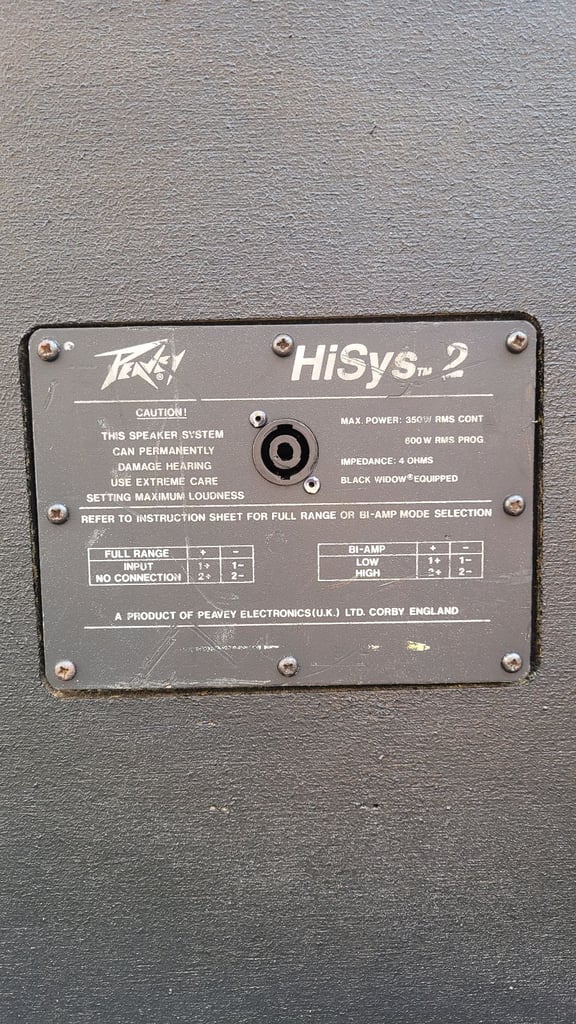 PEAVEY®
HiSys™ 2
CAUTION!
THIS SPEAKER SYSTEM
CAN PERMANENTLY
DAMAGE HEARING
USE EXTREME CARE
SETTING MAXIMUM LOUDNESS
MAX. POWER: 350W RMS CONT
600W RMS PROG
IMPEDANCE: 4 OHMS
BLACK WIDOW® EQUIPPED
REFER TO INSTRUCTION SHEET FOR FULL RANGE OR BI-AMP MODE SELECTION
FULL RANGE + −
INPUT 1+ 1−
NO CONNECTION 2+ 2−
BI-AMP + −
LOW 1+ 1−
HIGH 2+ 2−
A PRODUCT OF PEAVEY ELECTRONICS (U.K.) LTD. CORBY ENGLAND